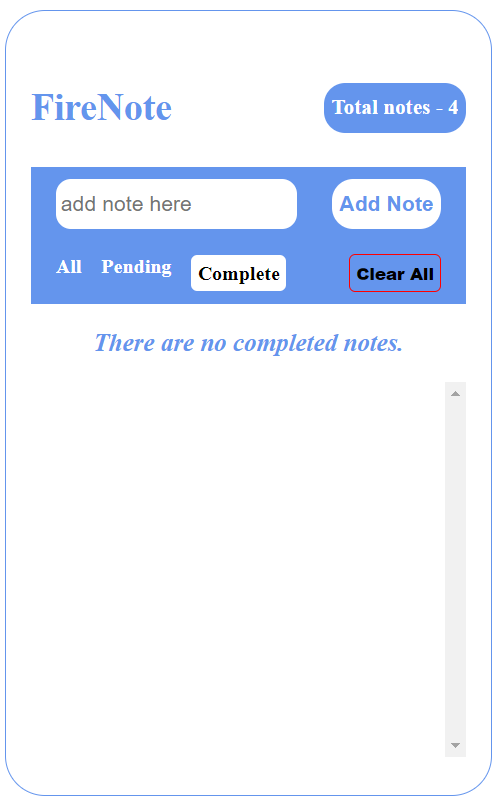 FireNote
Total notes - 4
add note here
Add Note
All Pending Complete Clear All
There are no completed notes.